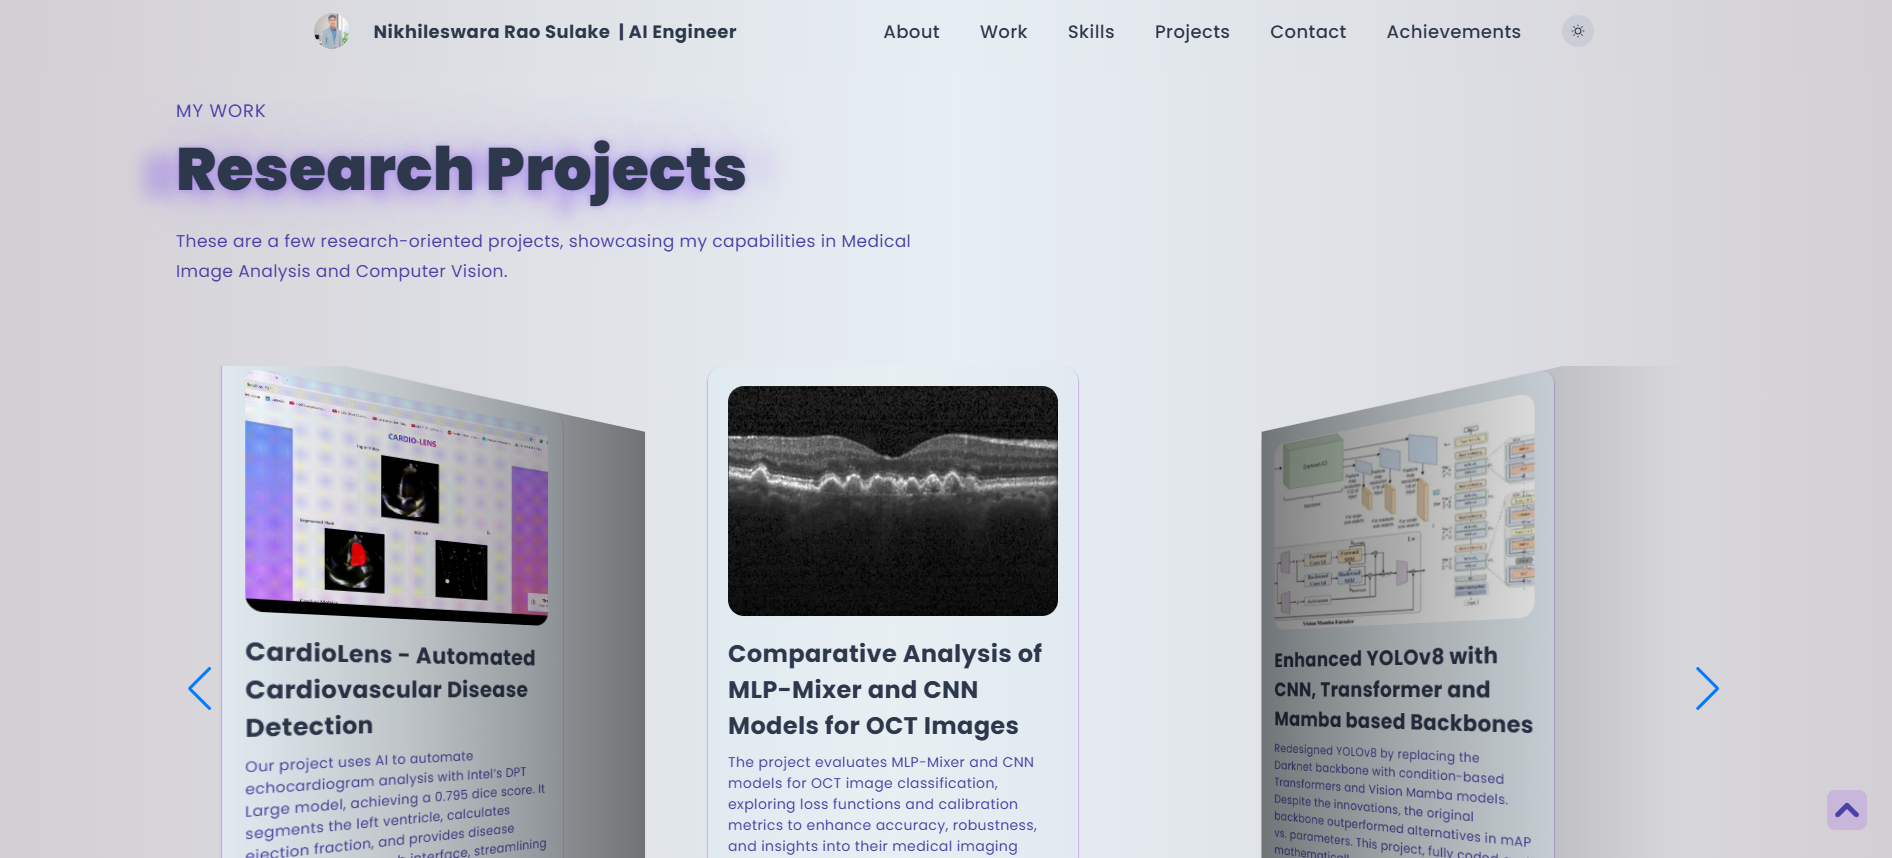 Nikhileswara Rao Sulake | AI Engineer
About
Work
Skills
Projects
Contact
Achievements
MY WORK
Research Projects
These are a few research-oriented projects, showcasing my capabilities in Medical
Image Analysis and Computer Vision.
CARDIO-LENS
Segmented Mask
CardioLens - Automated
Cardiovascular Disease
Detection
Our project uses AI to automate
echocardiogram analysis with Intel's DPT
Large model, achieving a 0.795 dice score. It
segments the left ventricle, calculates
ejection fraction, and provides disease
interface, streamlining
Comparative Analysis of
MLP-Mixer and CNN
Models for OCT Images
The project evaluates MLP-Mixer and CNN
models for OCT image classification,
exploring loss functions and calibration
metrics to enhance accuracy, robustness,
and insights into their medical imaging
Vision Mamba Encoder
Enhanced YOLOv8 with
CNN, Transformer and
Mamba based Backbones
Redesigned YOLOv8 by replacing the
Darknet backbone with condition-based
Transformers and Vision Mamba models.
Despite the innovations, the original
backbone outperformed alternatives in mAP
vs. parameters. This project, fully coded